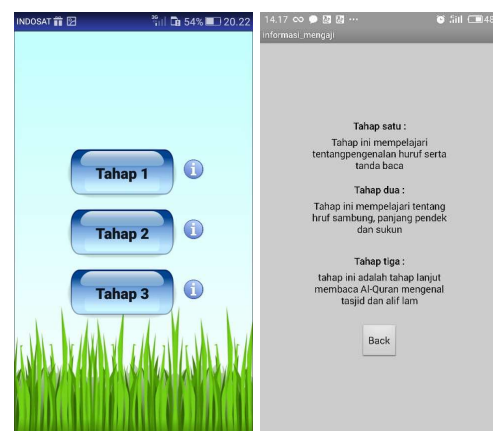 INDOSAT 3G 54% 20.22
Tahap 1
Tahap 2
Tahap 3
14.17 48
Informasi_mengaji
Tahap satu :
Tahap ini mempelajari
tentangpengenalan huruf serta
tanda baca
Tahap dua :
Tahap ini mempelajari tentang
hruf sambung, panjang pendek
dan sukun
Tahap tiga :
tahap ini adalah tahap lanjut
membaca Al-Quran mengenal
tasjid dan alif lam
Back